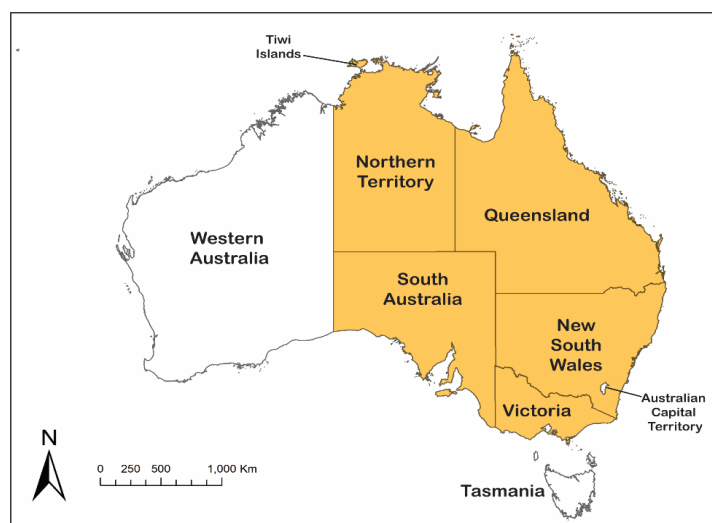 Tiwi
Islands
Northern
Territory
Queensland
Western
Australia
South
Australia
New
South
Wales
Australian
Capital
Territory
Victoria
N
0 250 500 1,000 Km
Tasmania